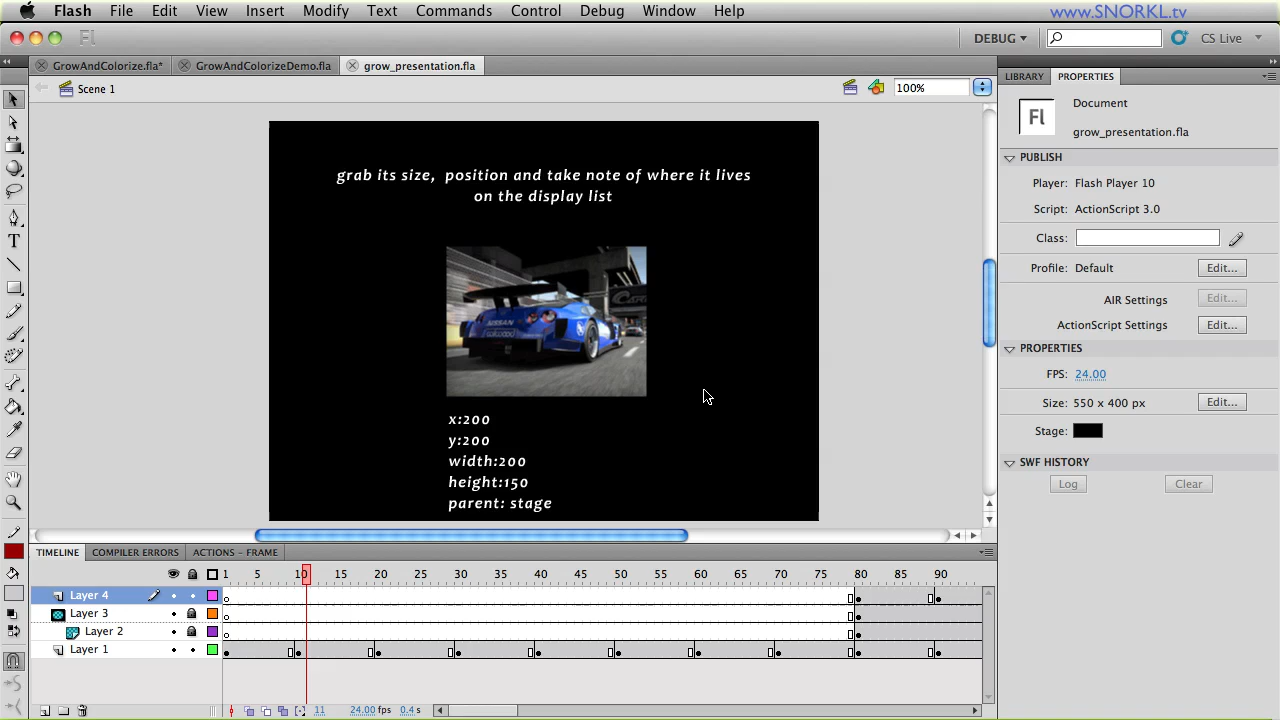 Flash File Edit View Insert Modify Text Commands Control Debug Window Help
www.SNORKL.tv
Fl
DEBUG
CS Live
GrowAndColorize.fla*
GrowAndColorizeDemo.fla
grow_presentation.fla
Scene 1
100%
grab its size, position and take note of where it lives
on the display list
NISSAN
x:200
y:200
width:200
height:150
parent: stage
LIBRARY
PROPERTIES
Fl
Document
grow_presentation.fla
PUBLISH
Player: Flash Player 10
Script: ActionScript 3.0
Class:
Profile: Default Edit...
AIR Settings Edit...
ActionScript Settings Edit...
PROPERTIES
FPS: 24.00
Size: 550 x 400 px Edit...
Stage:
SWF HISTORY
Log Clear
TIMELINE COMPILER ERRORS ACTIONS - FRAME
1 5 10 15 20 25 30 35 40 45 50 55 60 65 70 75 80 85 90
Layer 4
Layer 3
Layer 2
Layer 1
11 24.00 fps 0.4 s